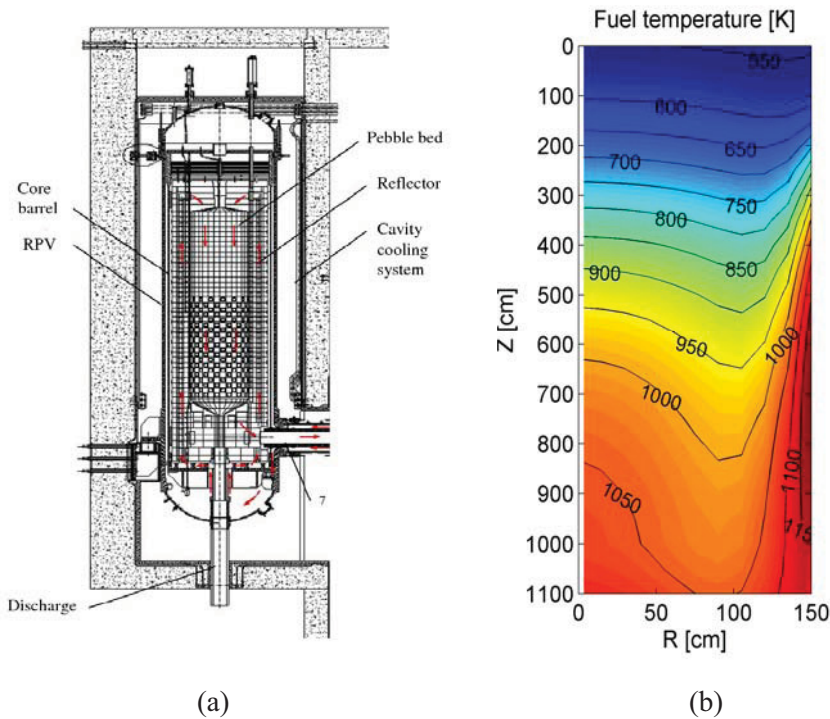 Pebble bed
Reflector
Core
barrel
Cavity
cooling
system
RPV
7
Discharge
(a)
Fuel temperature [K]
0
100
200
300
400
500
600
700
800
900
1000
1100
Z [cm]
550
600
650
700
750
800
850
900
950
1000
1000
1050
1100
115
0
50
100
150
R [cm]
(b)